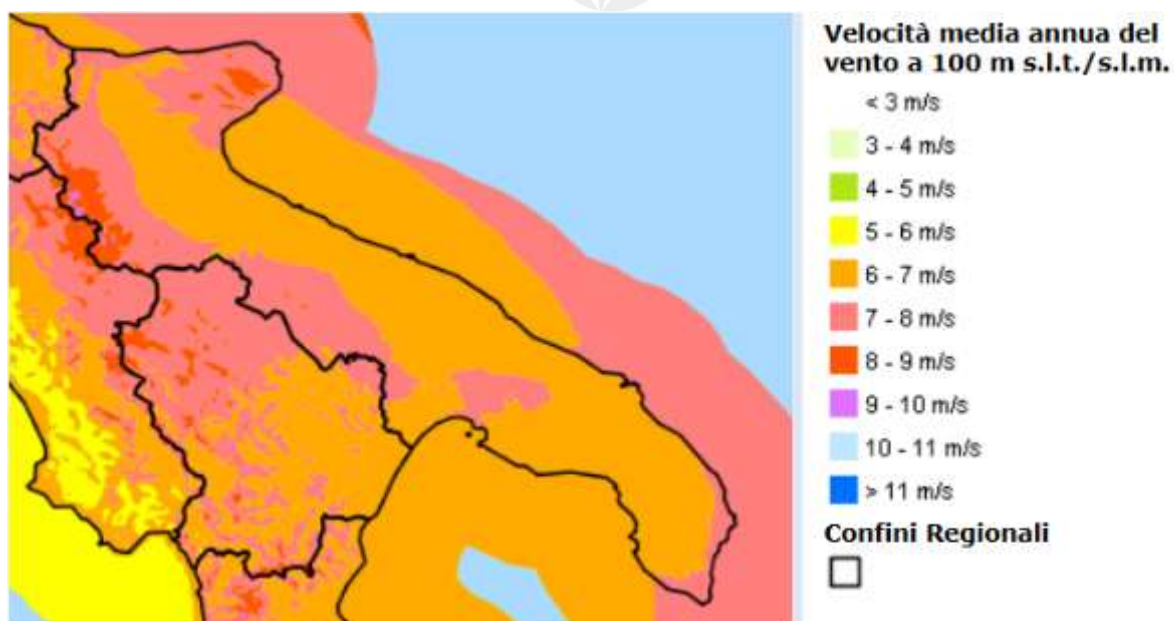 Velocità media annua del
vento a 100 m s.l.t./s.l.m.
< 3 m/s
3 - 4 m/s
4 - 5 m/s
5 - 6 m/s
6 - 7 m/s
7 - 8 m/s
8 - 9 m/s
9 - 10 m/s
10 - 11 m/s
> 11 m/s
Confini Regionali